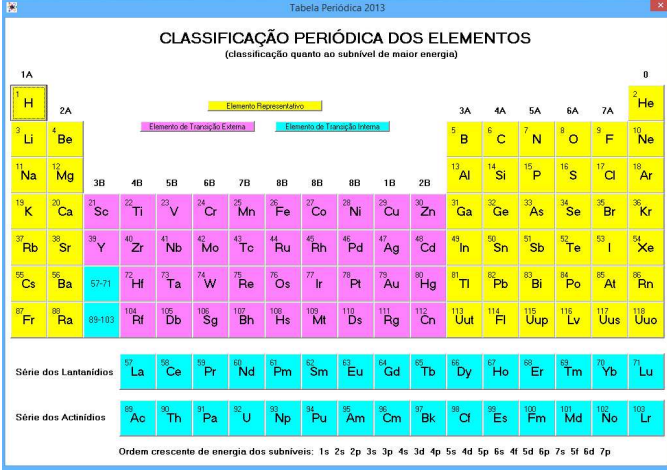 Tabela Periódica 2013
CLASSIFICAÇÃO PERIÓDICA DOS ELEMENTOS
(classificação quanto ao subnível de maior energia)
1A 0
1 H 2 He
2A 3A 4A 5A 6A 7A
Elemento Representativo
Elemento de Transição Externa Elemento de Transição Interna
3 Li 4 Be 5 B 6 C 7 N 8 O 9 F 10 Ne
11 Na 12 Mg 13 Al 14 Si 15 P 16 S 17 Cl 18 Ar
3B 4B 5B 6B 7B 8B 8B 8B 1B 2B
19 K 20 Ca 21 Sc 22 Ti 23 V 24 Cr 25 Mn 26 Fe 27 Co 28 Ni 29 Cu 30 Zn 31 Ga 32 Ge 33 As 34 Se 35 Br 36 Kr
37 Rb 38 Sr 39 Y 40 Zr 41 Nb 42 Mo 43 Tc 44 Ru 45 Rh 46 Pd 47 Ag 48 Cd 49 In 50 Sn 51 Sb 52 Te 53 I 54 Xe
55 Cs 56 Ba 57-71 72 Hf 73 Ta 74 W 75 Re 76 Os 77 Ir 78 Pt 79 Au 80 Hg 81 Tl 82 Pb 83 Bi 84 Po 85 At 86 Rn
87 Fr 88 Ra 89-103 104 Rf 105 Db 106 Sg 107 Bh 108 Hs 109 Mt 110 Ds 111 Rg 112 Cn 113 Uut 114 Fl 115 Uup 116 Lv 117 Uus 118 Uuo
Série dos Lantanídios 57 La 58 Ce 59 Pr 60 Nd 61 Pm 62 Sm 63 Eu 64 Gd 65 Tb 66 Dy 67 Ho 68 Er 69 Tm 70 Yb 71 Lu
Série dos Actinídios 89 Ac 90 Th 91 Pa 92 U 93 Np 94 Pu 95 Am 96 Cm 97 Bk 98 Cf 99 Es 100 Fm 101 Md 102 No 103 Lr
Ordem crescente de energia dos subníveis: 1s 2s 2p 3s 3p 4s 3d 4p 5s 4d 5p 6s 4f 5d 6p 7s 5f 6d 7p